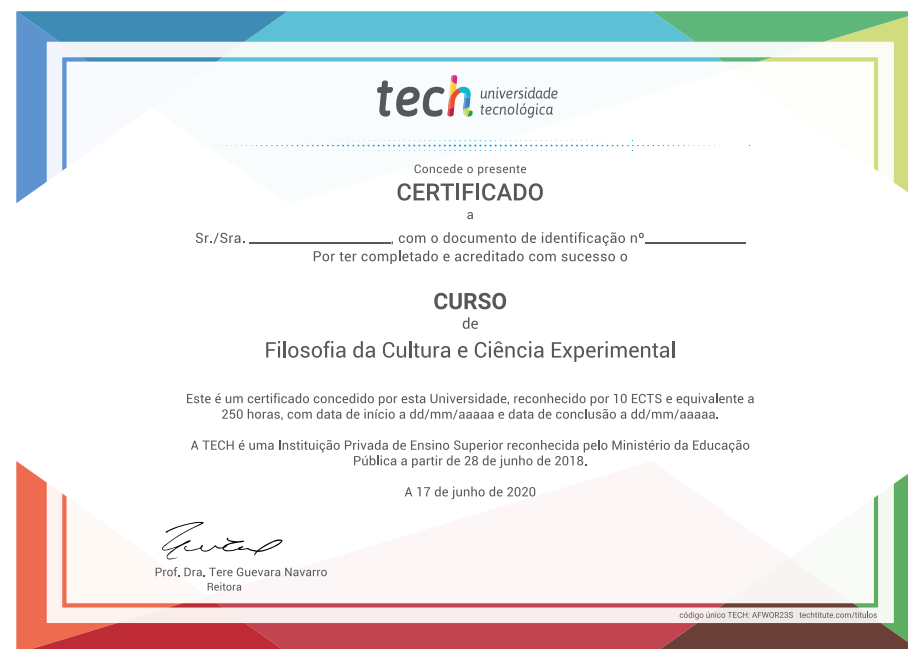 tech universidade
tecnológica
Concede o presente
CERTIFICADO
a
Sr./Sra. ____________________, com o documento de identificação nº______________
Por ter completado e acreditado com sucesso o
CURSO
de
Filosofia da Cultura e Ciência Experimental
Este é um certificado concedido por esta Universidade, reconhecido por 10 ECTS e equivalente a
250 horas, com data de início a dd/mm/aaaaa e data de conclusão a dd/mm/aaaaa.
A TECH é uma Instituição Privada de Ensino Superior reconhecida pelo Ministério da Educação
Pública a partir de 28 de junho de 2018.
A 17 de junho de 2020
Prof. Dra. Tere Guevara Navarro
Reitora
código único TECH: AFWOR23S techtitute.com/titulos